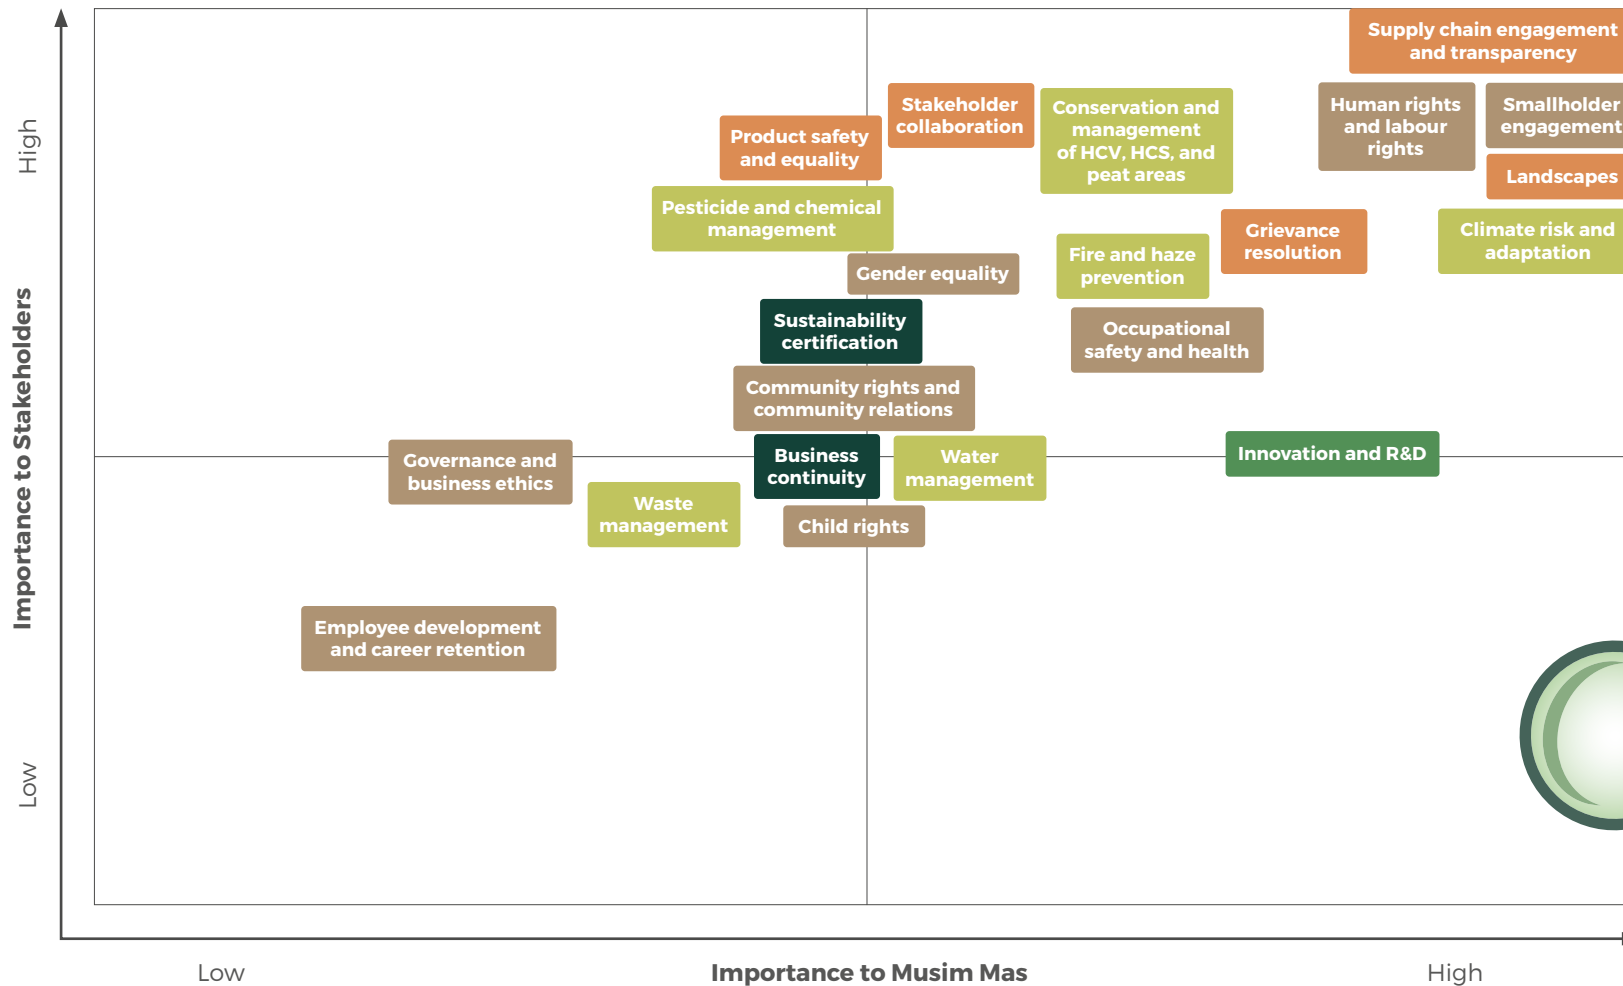 Supply chain engagement
and transparency
Stakeholder
collaboration
Conservation and
management
of HCV, HCS, and
peat areas
Human rights
and labour
rights
Smallholder
engagement
Product safety
and equality
Landscapes
Pesticide and chemical
management
Grievance
resolution
Climate risk and
adaptation
Gender equality
Fire and haze
prevention
Sustainability
certification
Occupational
safety and health
Community rights and
community relations
Governance and
business ethics
Business
continuity
Water
management
Innovation and R&D
Waste
management
Child rights
Employee development
and career retention
High
Importance to Stakeholders
Low
Low
Importance to Musim Mas
High